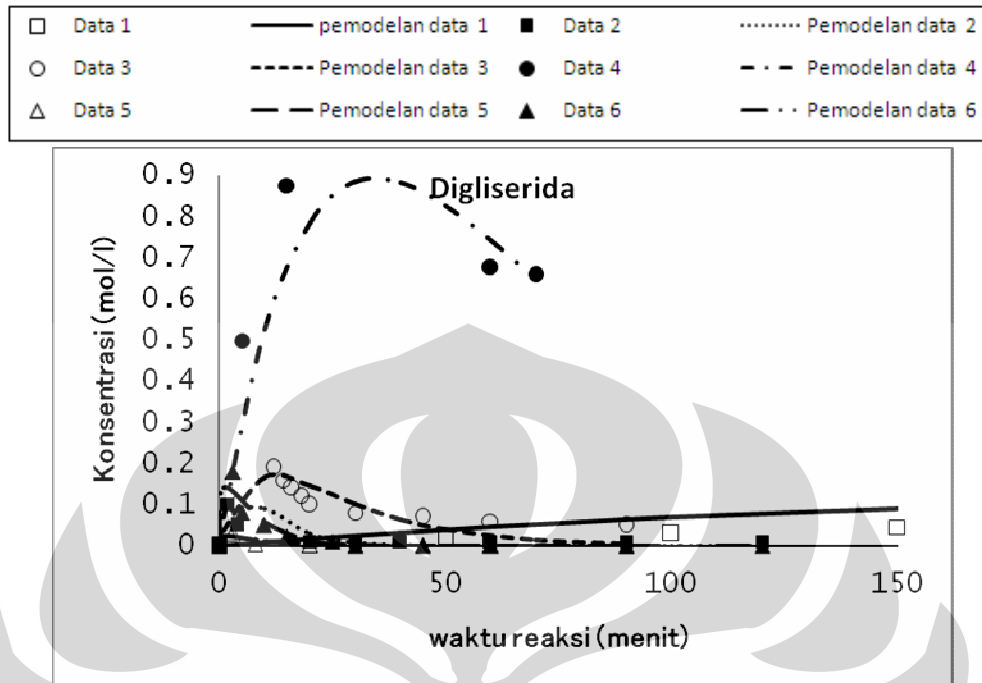 Data 1 pemodelan data 1 Data 2 Pemodelan data 2
Data 3 Pemodelan data 3 Data 4 Pemodelan data 4
Data 5 Pemodelan data 5 Data 6 Pemodelan data 6
Digliserida
Konsentrasi (mol/l)
0.9
0.8
0.7
0.6
0.5
0.4
0.3
0.2
0.1
0
0 50 100 150
waktu reaksi (menit)